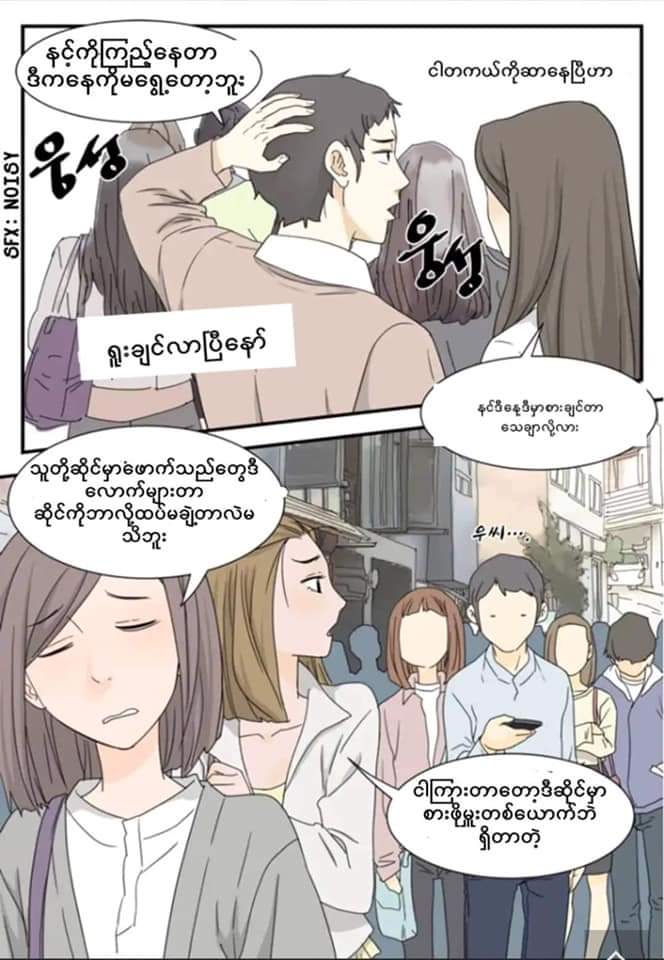 နင့်ကိုကြည့်နေတာ
ဒီကနေကိုမရွေ့တော့ဘူး
ငါတကယ်ကိုဆာနေပြီဟာ
웅성
SFX: NOISY
웅성
ရူးချင်လာပြီနော်
နင်ဒီနေ့ဒီမှာစားချင်တာ
သေချာလို့လား
သူတို့ဆိုင်မှာဖောက်သည်တွေဒီ
လောက်များတာ
ဆိုင်ကိုဘာလို့ထပ်မချဲ့တာလဲမ
သိဘူး
우씨...
ငါကြားတာတော့ဒီဆိုင်မှာ
စားဖိုမှူးတစ်ယောက်ဘဲ
ရှိတာတဲ့